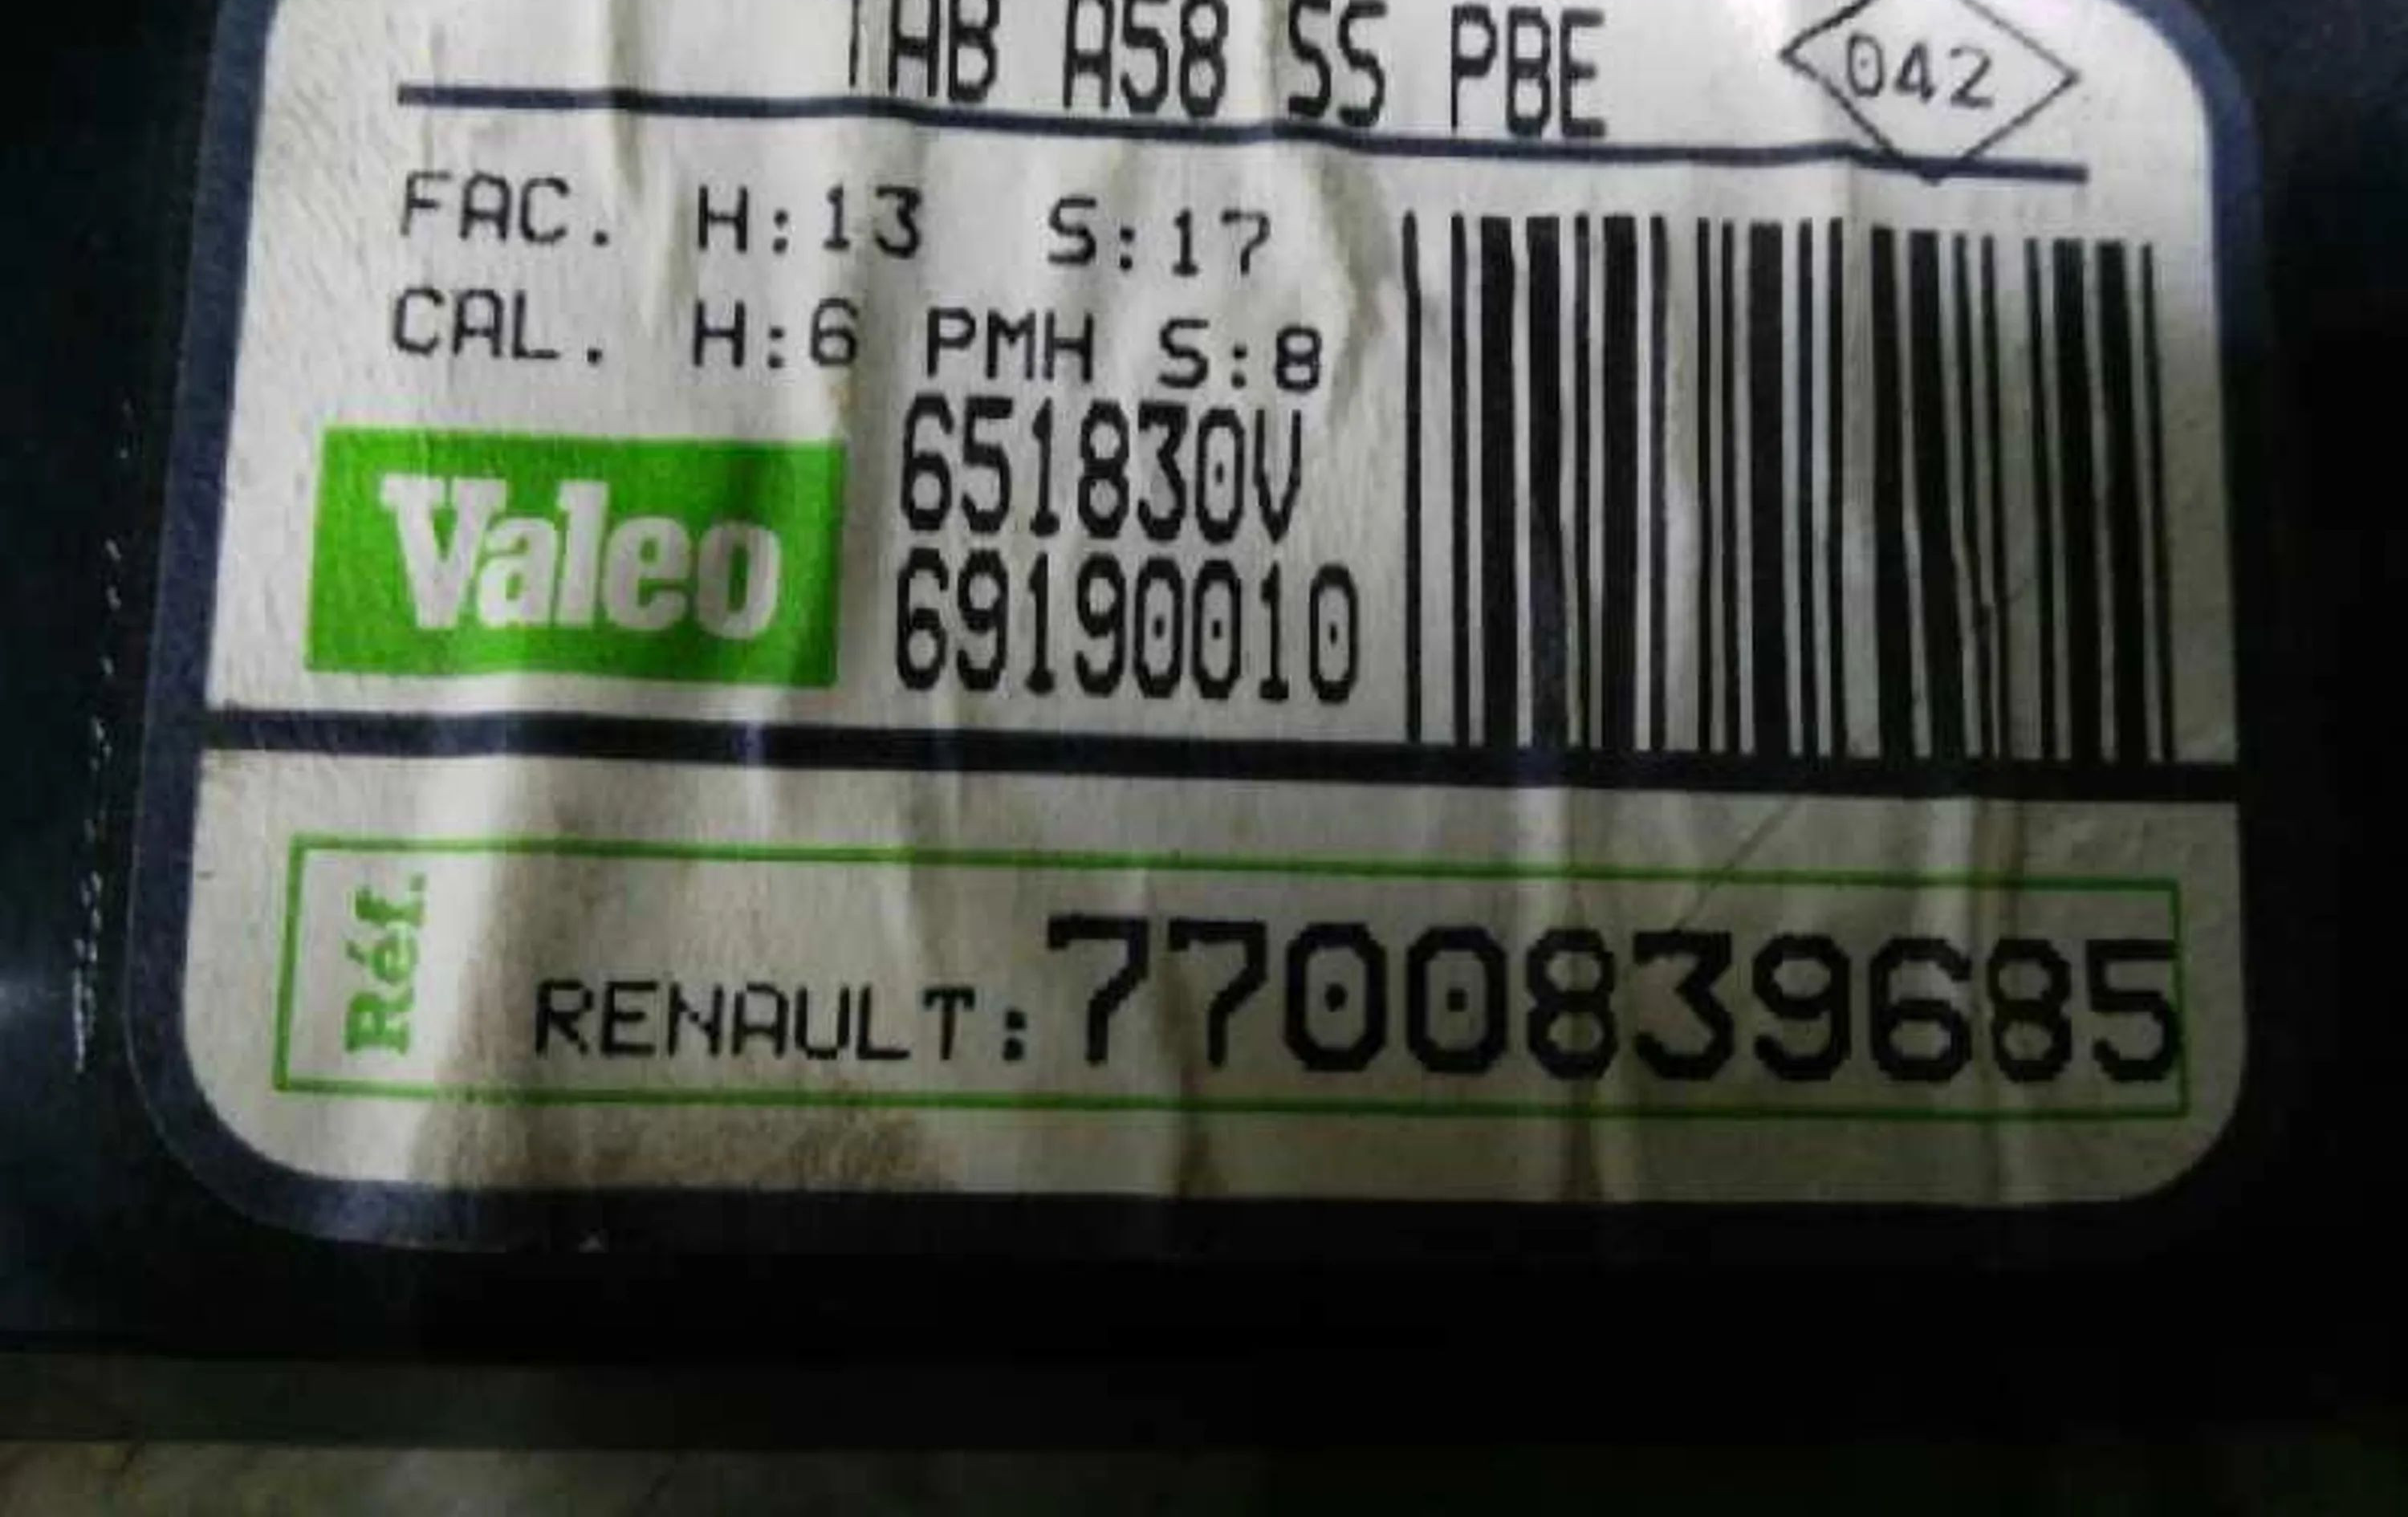 TAB A58 SS PBE
042
FAC. H:13 S:17
CAL. H:6 PMH S:8
Valeo
651830V
69190010
Réf.
RENAULT: 7700839685